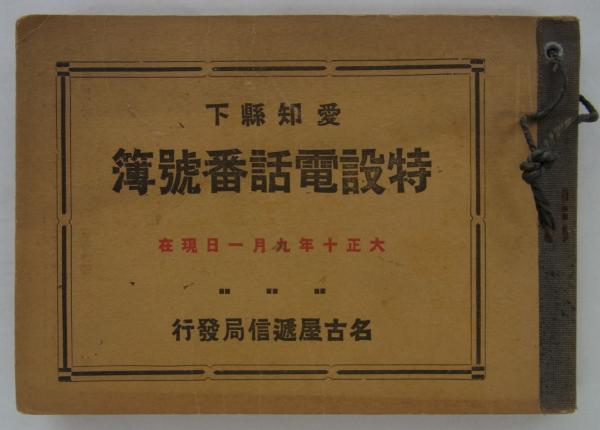 愛知縣下
特設電話番號簿
大正十年九月一日現在
名古屋遞信局發行